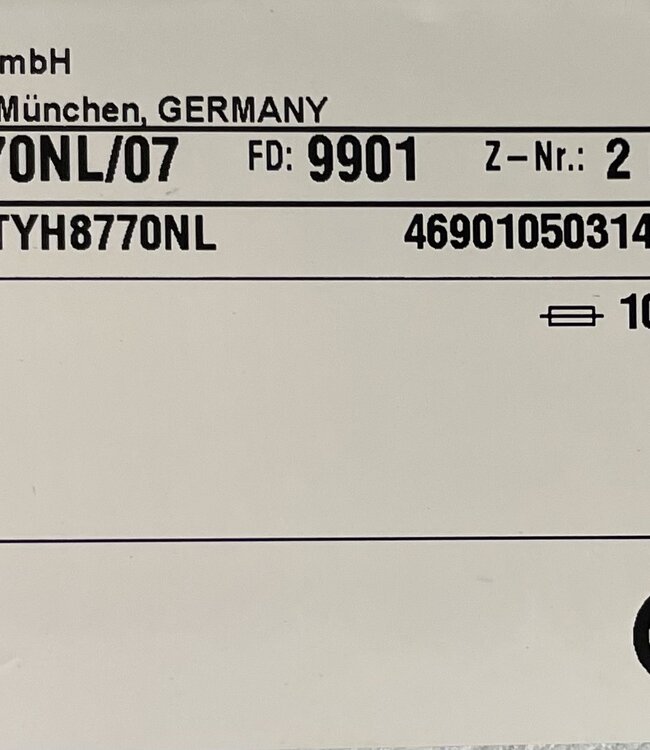 mbH
München, GERMANY
70NL/07 FD: 9901 Z-Nr.: 2
TYH8770NL 46901050314
10